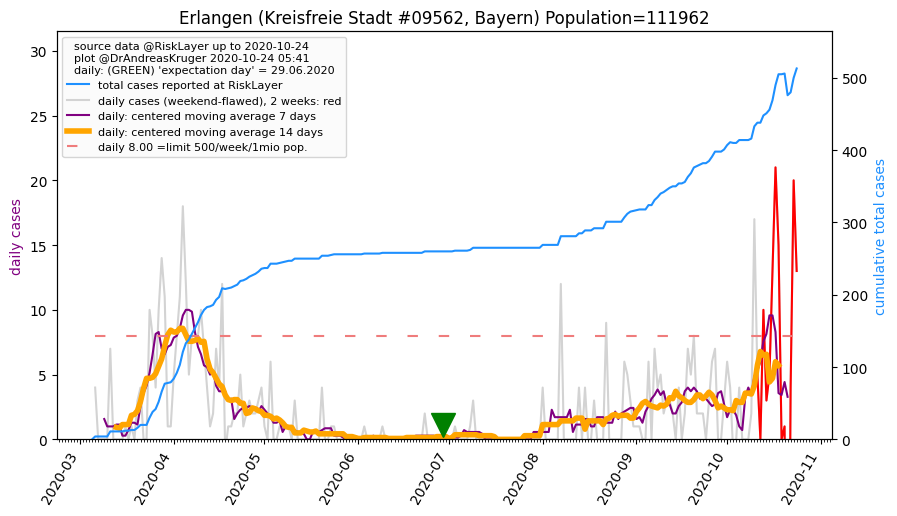 Erlangen (Kreisfreie Stadt #09562, Bayern) Population=111962
source data @RiskLayer up to 2020-10-24
plot @DrAndreasKruger 2020-10-24 05:41
daily: (GREEN) 'expectation day' = 29.06.2020
total cases reported at RiskLayer
daily cases (weekend-flawed), 2 weeks: red
daily: centered moving average 7 days
daily: centered moving average 14 days
daily 8.00 =limit 500/week/1mio pop.
daily cases
30
25
20
15
10
5
0
cumulative total cases
500
400
300
200
100
0
2020-03
2020-04
2020-05
2020-06
2020-07
2020-08
2020-09
2020-10
2020-11